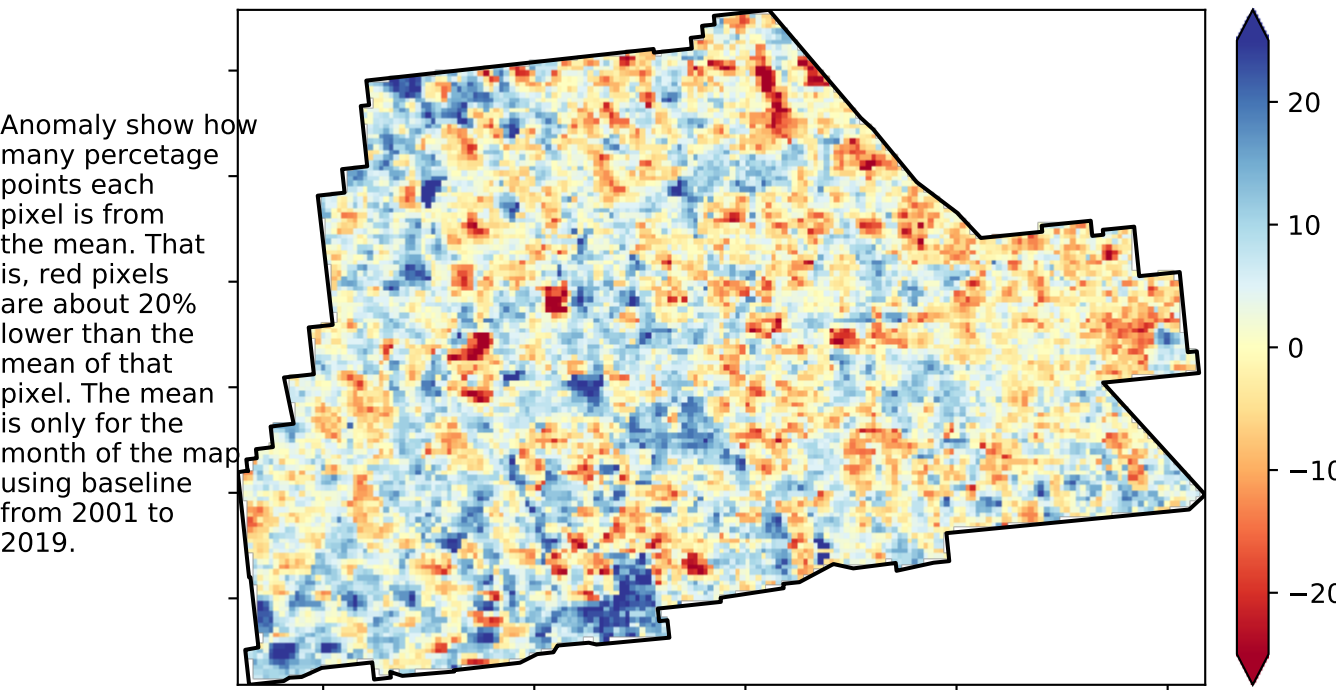 Anomaly show how
many percetage
points each
pixel is from
the mean. That
is, red pixels
are about 20%
lower than the
mean of that
pixel. The mean
is only for the
month of the map
using baseline
from 2001 to
2019.
20
10
0
−10
−20